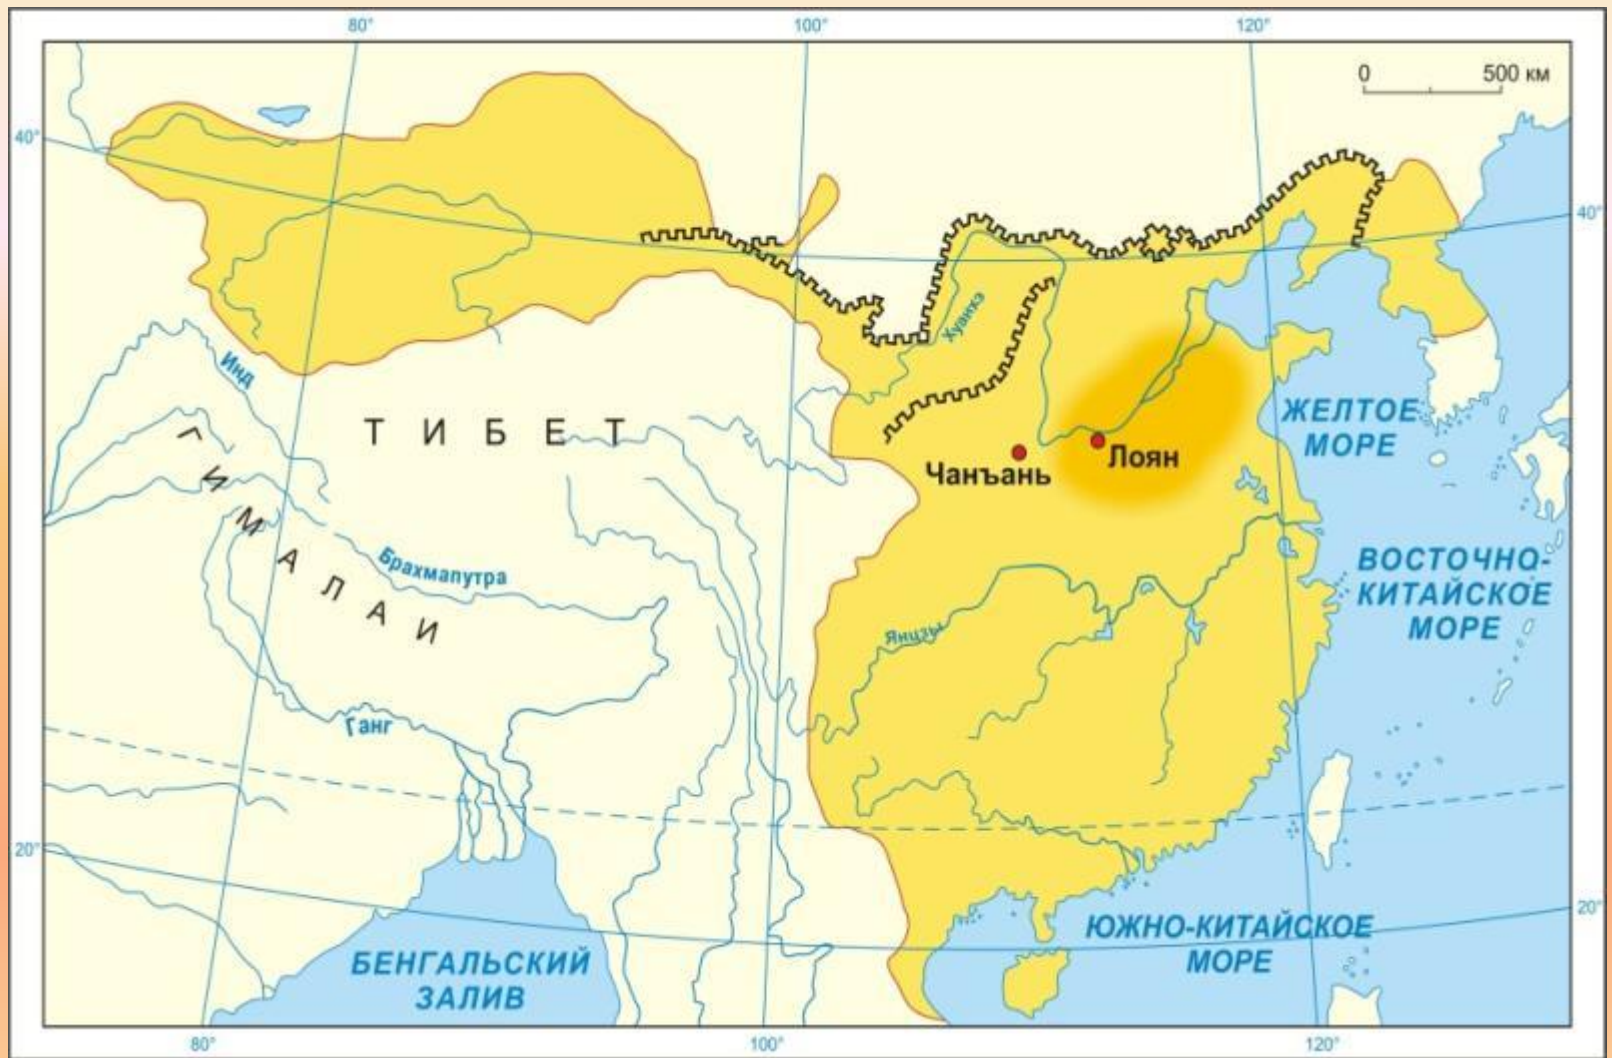 80°
100°
120°
0
500 км
40°
40°
Хуанхэ
Инд
ТИБЕТ
ЖЕЛТОЕ
МОРЕ
Лоян
Чанъань
ГИМАЛАИ
Брахмапутра
ВОСТОЧНО-
КИТАЙСКОЕ
МОРЕ
Янцзы
Ганг
20°
20°
ЮЖНО-КИТАЙСКОЕ
МОРЕ
БЕНГАЛЬСКИЙ
ЗАЛИВ
80°
100°
120°